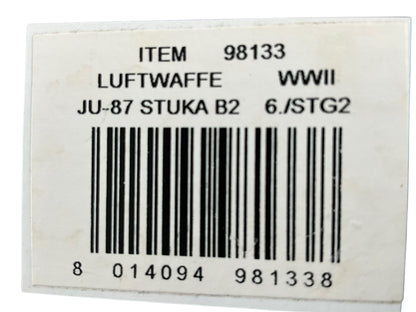 ITEM 98133
LUFTWAFFE WWII
JU-87 STUKA B2 6./STG2
8 014094 981338